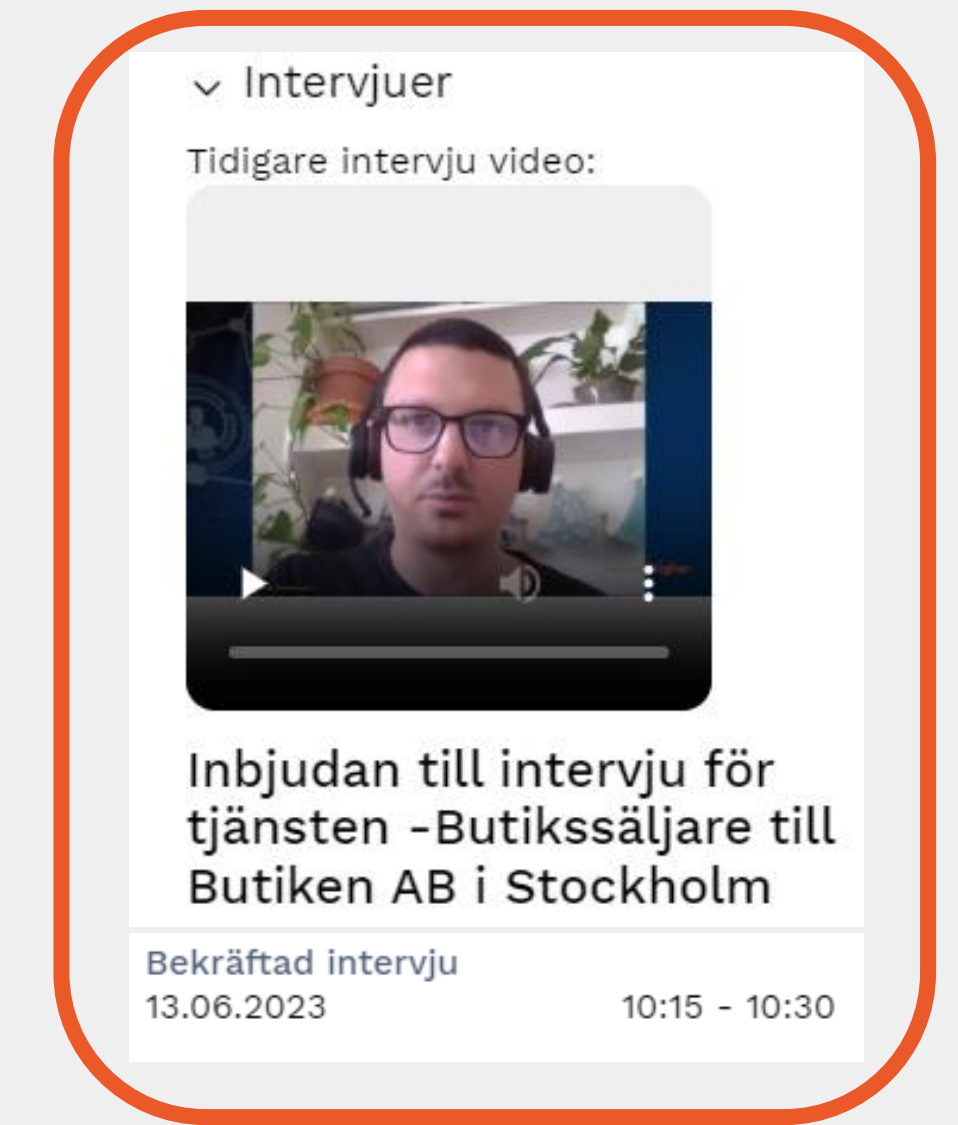 Intervjuer
Tidigare intervju video:
Inbjudan till intervju för
tjänsten -Butikssäljare till
Butiken AB i Stockholm
Bekräftad intervju
13.06.2023 10:15 - 10:30